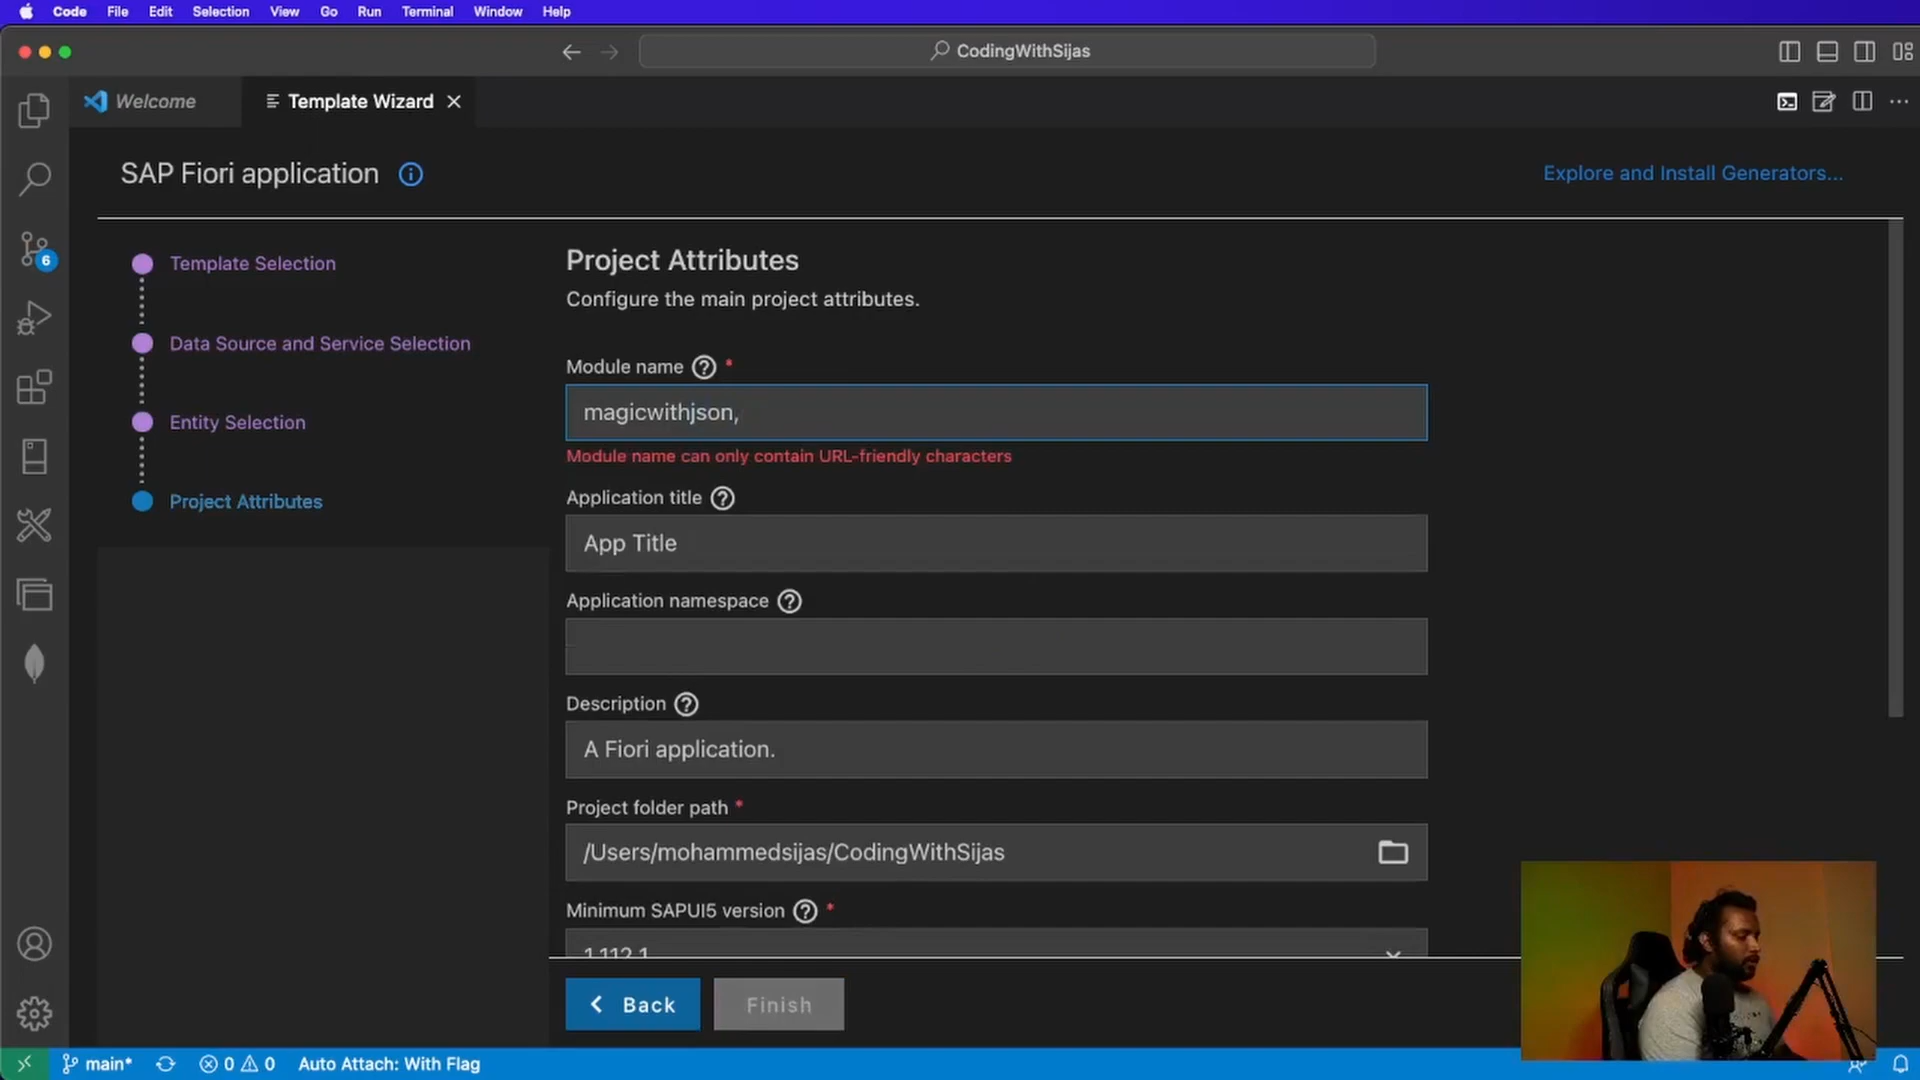 Code File Edit Selection View Go Run Terminal Window Help
CodingWithSijas
Welcome
Template Wizard
SAP Fiori application
Explore and Install Generators...
Template Selection
Data Source and Service Selection
Entity Selection
Project Attributes
6
Project Attributes
Configure the main project attributes.
Module name *
magicwithjson,
Module name can only contain URL-friendly characters
Application title
App Title
Application namespace
Description
A Fiori application.
Project folder path *
/Users/mohammedsijas/CodingWithSijas
Minimum SAPUI5 version *
1.112.1
Back
Finish
main* 0 0 Auto Attach: With Flag